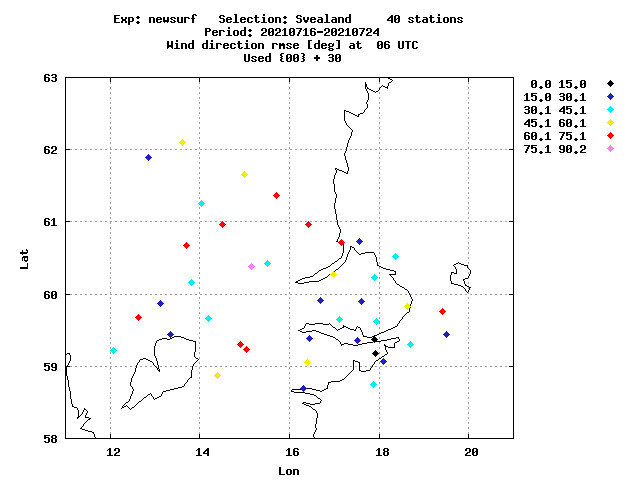 Exp: newsurf   Selection: Svealand     40 stations
Period: 20210716-20210724
Wind direction rmse [deg] at  06 UTC
Used {00} + 30
63
62
61
60
59
58
Lat
12 14 16 18 20
Lon
0.0 15.0
15.0 30.1
30.1 45.1
45.1 60.1
60.1 75.1
75.1 90.2